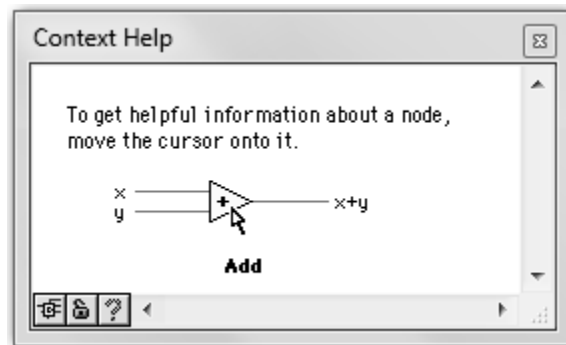 Context Help
To get helpful information about a node,
move the cursor onto it.
x
y
+
x+y
Add
?